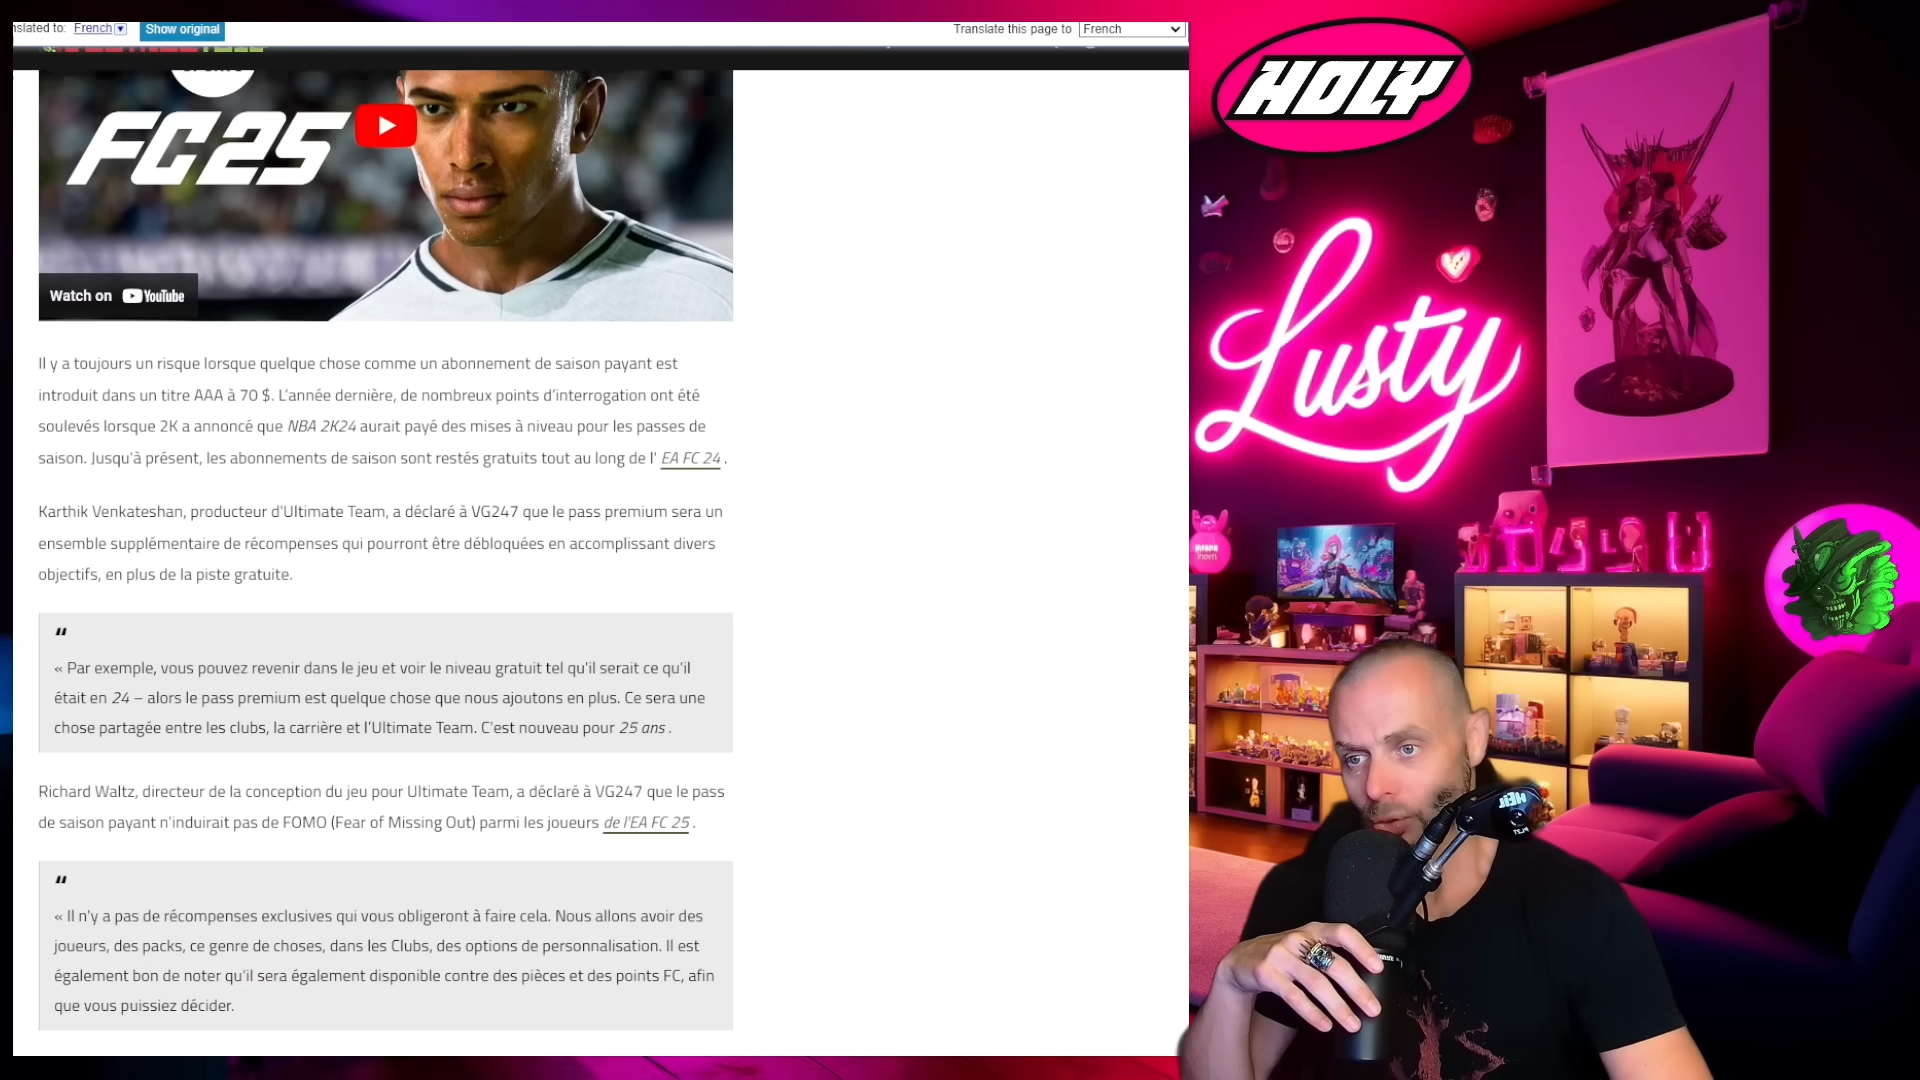 nslated to: French
Show original
Translate this page to French
FC25
Watch on YouTube
Il y a toujours un risque lorsque quelque chose comme un abonnement de saison payant est
introduit dans un titre AAA à 70 $. L'année dernière, de nombreux points d'interrogation ont été
soulevés lorsque 2K a annoncé que NBA 2K24 aurait payé des mises à niveau pour les passes de
saison. Jusqu'à présent, les abonnements de saison sont restés gratuits tout au long de l' EA FC 24 .
Karthik Venkateshan, producteur d'Ultimate Team, a déclaré à VG247 que le pass premium sera un
ensemble supplémentaire de récompenses qui pourront être débloquées en accomplissant divers
objectifs, en plus de la piste gratuite.
"
« Par exemple, vous pouvez revenir dans le jeu et voir le niveau gratuit tel qu'il serait ce qu'il
était en 24 – alors le pass premium est quelque chose que nous ajoutons en plus. Ce sera une
chose partagée entre les clubs, la carrière et l'Ultimate Team. C'est nouveau pour 25 ans .
Richard Waltz, directeur de la conception du jeu pour Ultimate Team, a déclaré à VG247 que le pass
de saison payant n'induirait pas de FOMO (Fear of Missing Out) parmi les joueurs de l'EA FC 25 .
"
« Il n'y a pas de récompenses exclusives qui vous obligeront à faire cela. Nous allons avoir des
joueurs, des packs, ce genre de choses, dans les Clubs, des options de personnalisation. Il est
également bon de noter qu'il sera également disponible contre des pièces et des points FC, afin
que vous puissiez décider.
HOLY
Lusty